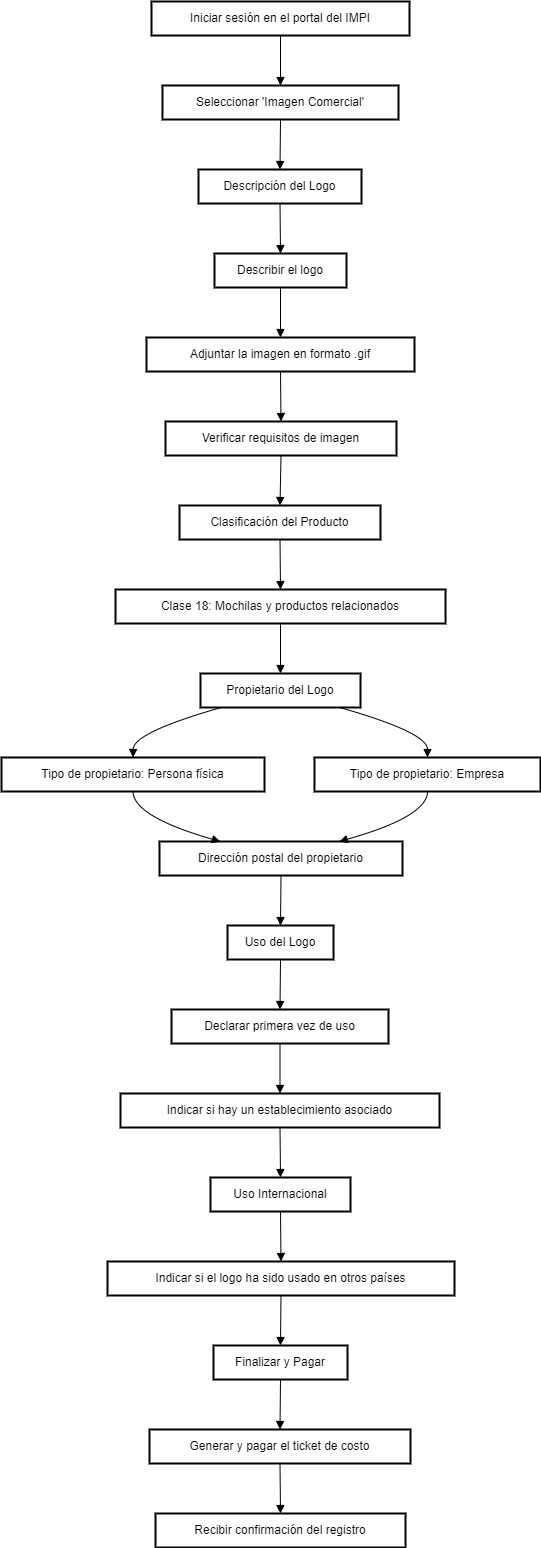 Iniciar sesión en el portal del IMPI
Seleccionar 'Imagen Comercial'
Descripción del Logo
Describir el logo
Adjuntar la imagen en formato .gif
Verificar requisitos de imagen
Clasificación del Producto
Clase 18: Mochilas y productos relacionados
Propietario del Logo
Tipo de propietario: Persona física
Tipo de propietario: Empresa
Dirección postal del propietario
Uso del Logo
Declarar primera vez de uso
Indicar si hay un establecimiento asociado
Uso Internacional
Indicar si el logo ha sido usado en otros países
Finalizar y Pagar
Generar y pagar el ticket de costo
Recibir confirmación del registro